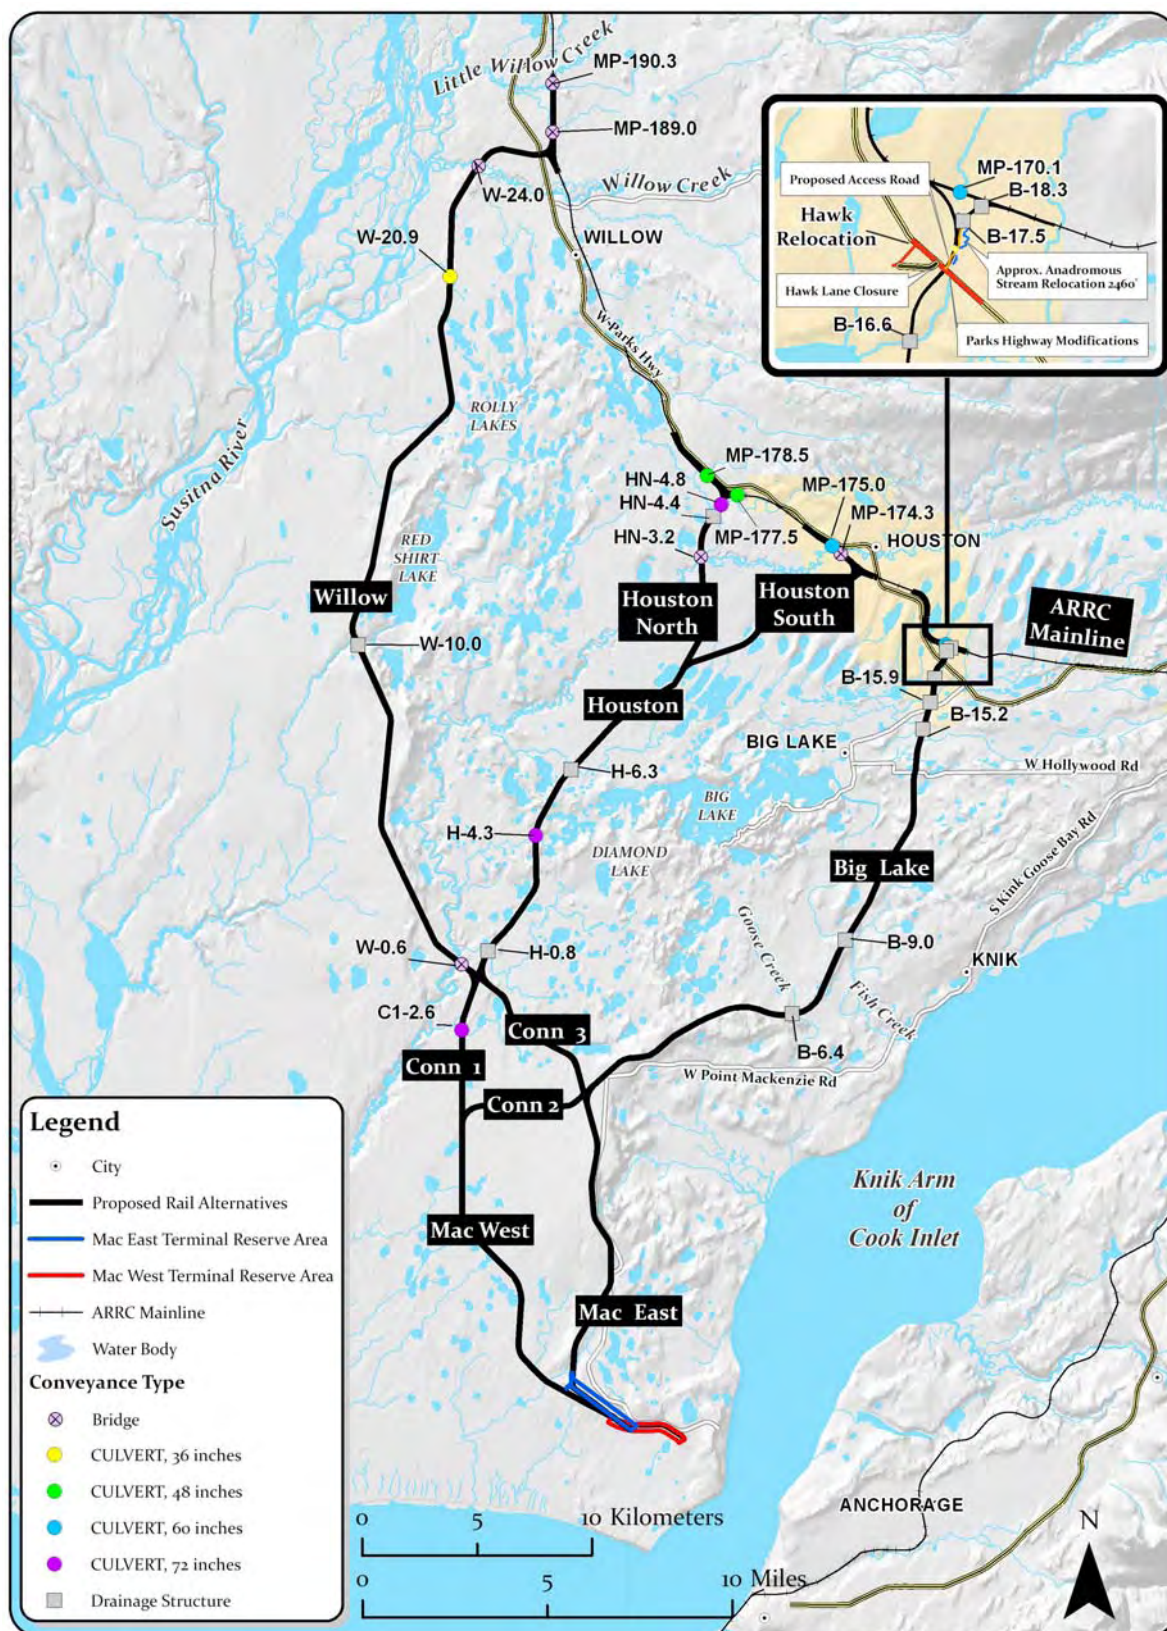 Little Willow Creek
MP-190.3
MP-189.0
Willow Creek
W-24.0
WILLOW
W-20.9
W-Parks Hwy
ROLLY
LAKES
Susitna River
MP-170.1
B-18.3
Proposed Access Road
Hawk
Relocation
B-17.5
Approx. Anadromous
Stream Relocation 2460'
Hawk Lane Closure
B-16.6
Parks Highway Modifications
MP-178.5
HN-4.8
HN-4.4
MP-175.0
MP-174.3
HN-3.2
MP-177.5
HOUSTON
RED
SHIRT
LAKE
Willow
Houston
North
Houston
South
ARRC
Mainline
W-10.0
B-15.9
Houston
B-15.2
BIG LAKE
W Hollywood Rd
H-6.3
BIG
LAKE
H-4.3
DIAMOND
LAKE
Big Lake
S Kink Goose Bay Rd
Goose Creek
B-9.0
W-0.6
H-0.8
KNIK
Fish Creek
C1-2.6
Conn 3
B-6.4
Conn 1
W Point Mackenzie Rd
Conn 2
Knik Arm
of
Cook Inlet
Mac West
Mac East
Legend
City
Proposed Rail Alternatives
Mac East Terminal Reserve Area
Mac West Terminal Reserve Area
ARRC Mainline
Water Body
Conveyance Type
Bridge
CULVERT, 36 inches
CULVERT, 48 inches
CULVERT, 60 inches
CULVERT, 72 inches
Drainage Structure
ANCHORAGE
0 5 10 Kilometers
0 5 10 Miles
N